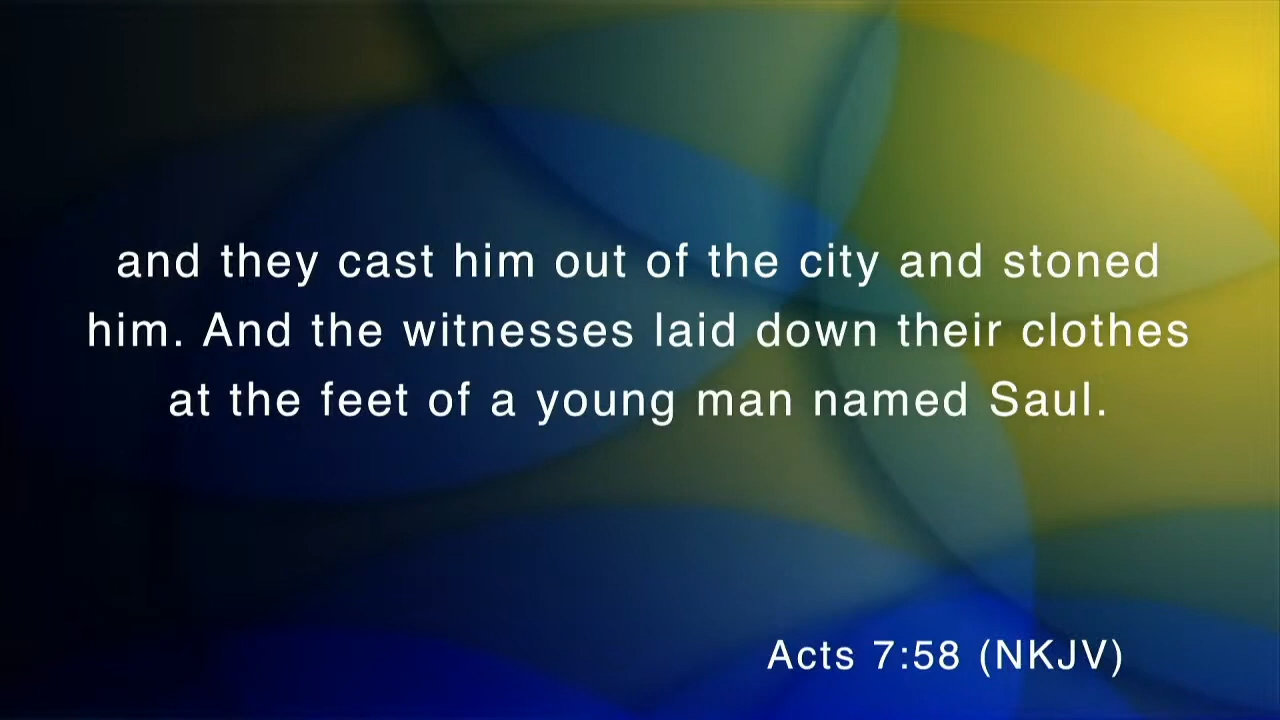 and they cast him out of the city and stoned
him. And the witnesses laid down their clothes
at the feet of a young man named Saul.
Acts 7:58 (NKJV)